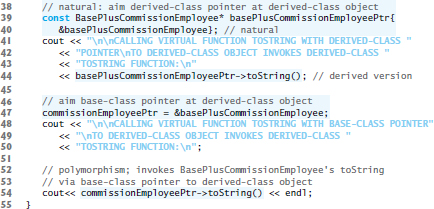 38 // natural: aim derived-class pointer at derived-class object
39 const BasePlusCommissionEmployee* basePlusCommissionEmployeePtr{
40 &basePlusCommissionEmployee}; // natural
41 cout << "\n\nCALLING VIRTUAL FUNCTION TOSTRING WITH DERIVED-CLASS "
42 << "POINTER\nTO DERIVED-CLASS OBJECT INVOKES DERIVED-CLASS "
43 << "TOSTRING FUNCTION:\n"
44 << basePlusCommissionEmployeePtr->toString(); // derived version
45
46 // aim base-class pointer at derived-class object
47 commissionEmployeePtr = &basePlusCommissionEmployee;
48 cout << "\n\nCALLING VIRTUAL FUNCTION TOSTRING WITH BASE-CLASS POINTER"
49 << "\nTO DERIVED-CLASS OBJECT INVOKES DERIVED-CLASS "
50 << "TOSTRING FUNCTION:\n";
51
52 // polymorphism; invokes BasePlusCommissionEmployee's toString
53 // via base-class pointer to derived-class object
54 cout<< commissionEmployeePtr->toString() << endl;
55 }